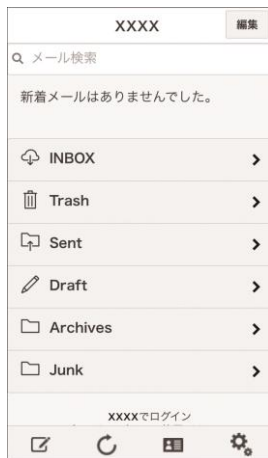 XXXX
編集
メール検索
新着メールはありませんでした。
INBOX
Trash
Sent
Draft
Archives
Junk
XXXXでログイン